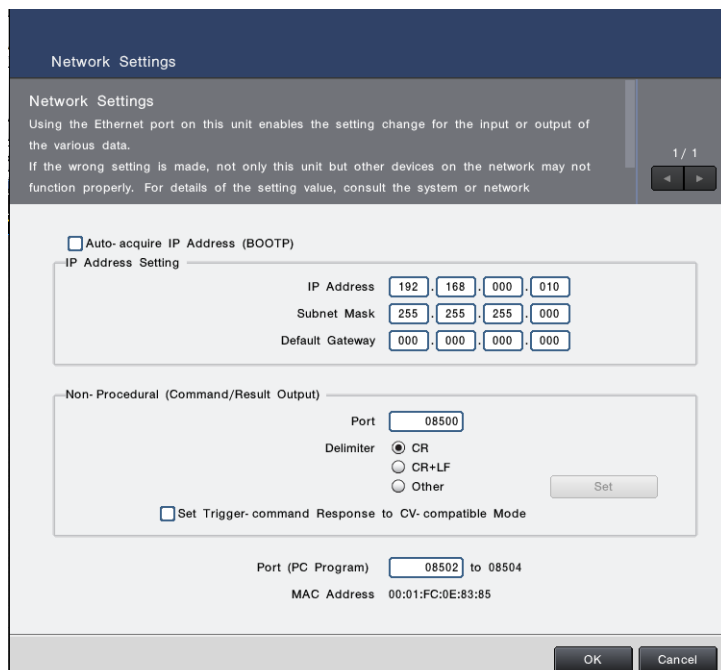 Network Settings
Network Settings
Using the Ethernet port on this unit enables the setting change for the input or output of
the various data.
If the wrong setting is made, not only this unit but other devices on the network may not
function properly. For details of the setting value, consult the system or network
1/ 1
Auto- acquire IP Address (BOOTP)
IP Address Setting
IP Address 192 . 168 . 000 . 010
Subnet Mask 255 . 255 . 255 . 000
Default Gateway 000 . 000 . 000 . 000
Non- Procedural (Command/Result Output)
Port 08500
Delimiter CR
CR+LF
Other Set
Set Trigger- command Response to CV- compatible Mode
Port (PC Program) 08502 to 08504
MAC Address 00:01:FC:0E:83:85
OK Cancel